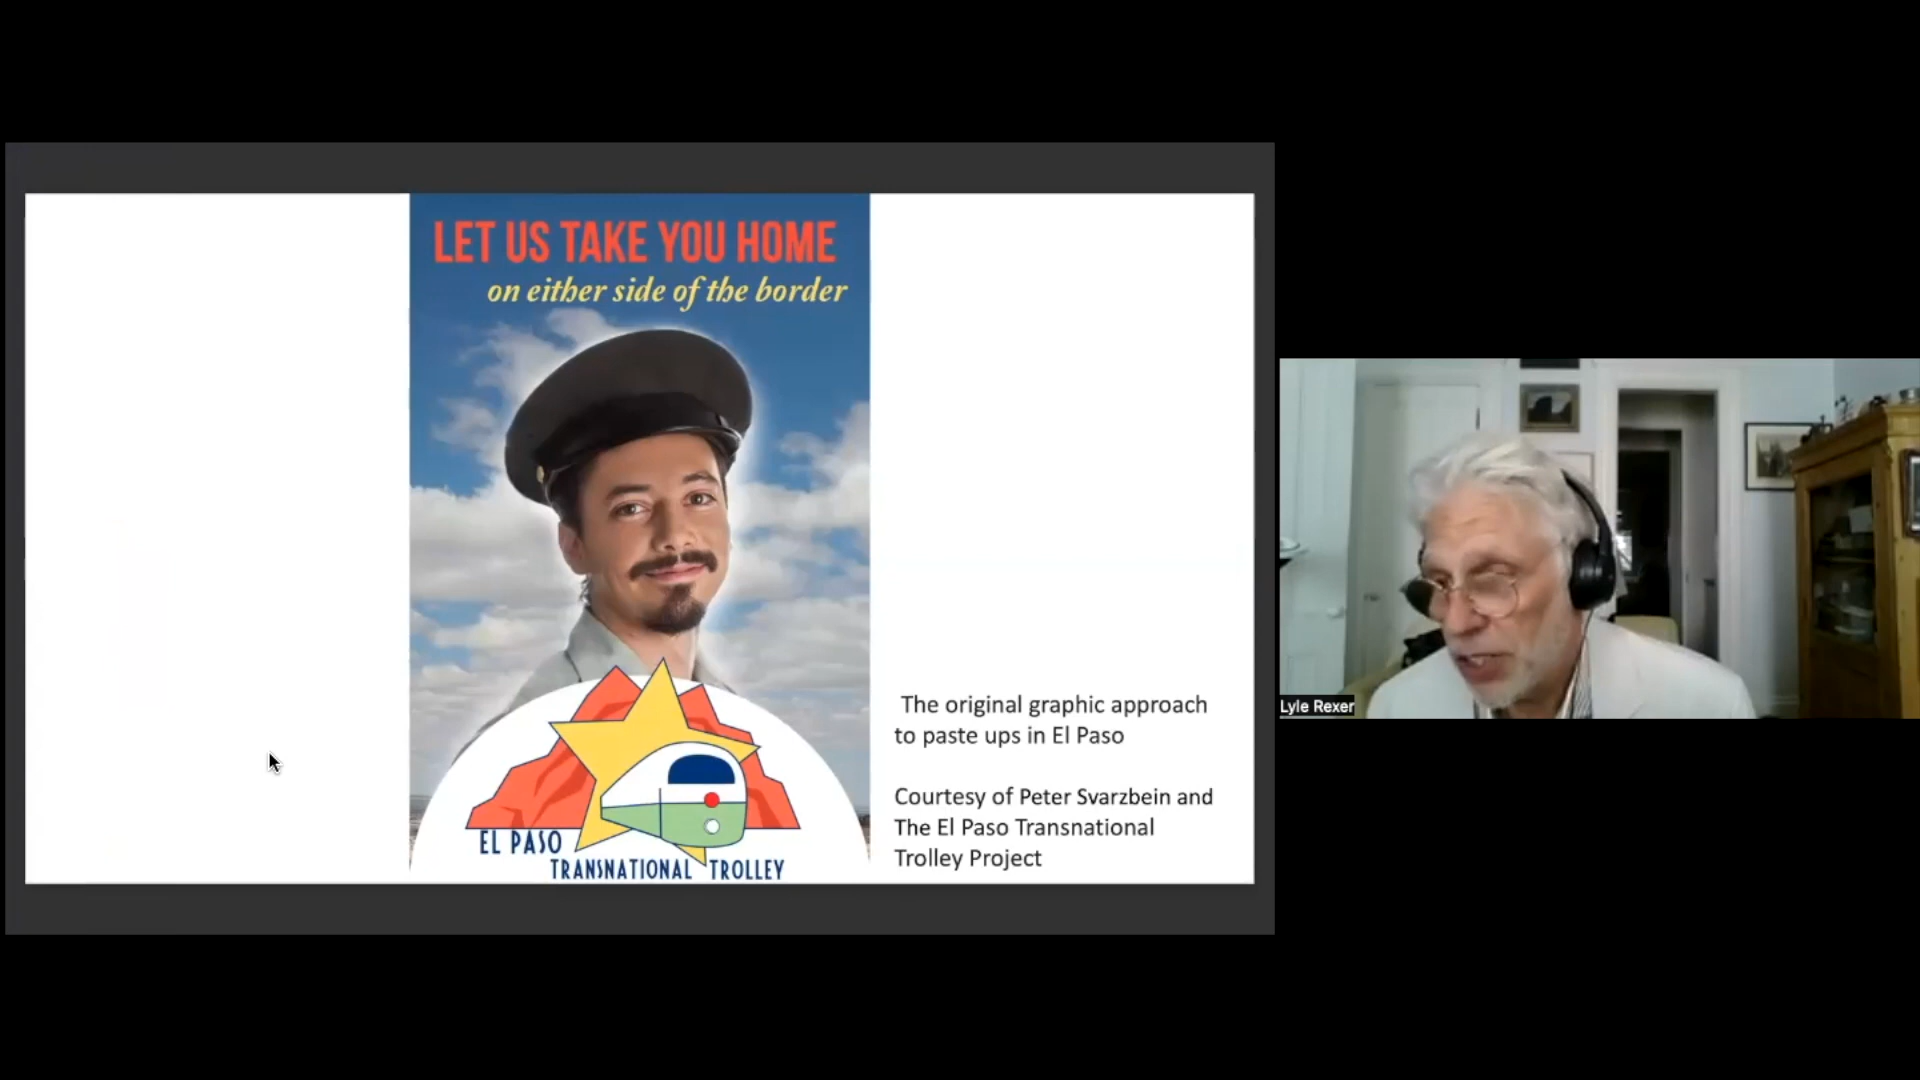 LET US TAKE YOU HOME
on either side of the border
EL PASO
TRANSNATIONAL TROLLEY
The original graphic approach
to paste ups in El Paso
Courtesy of Peter Svarzbein and
The El Paso Transnational
Trolley Project
Lyle Rexer